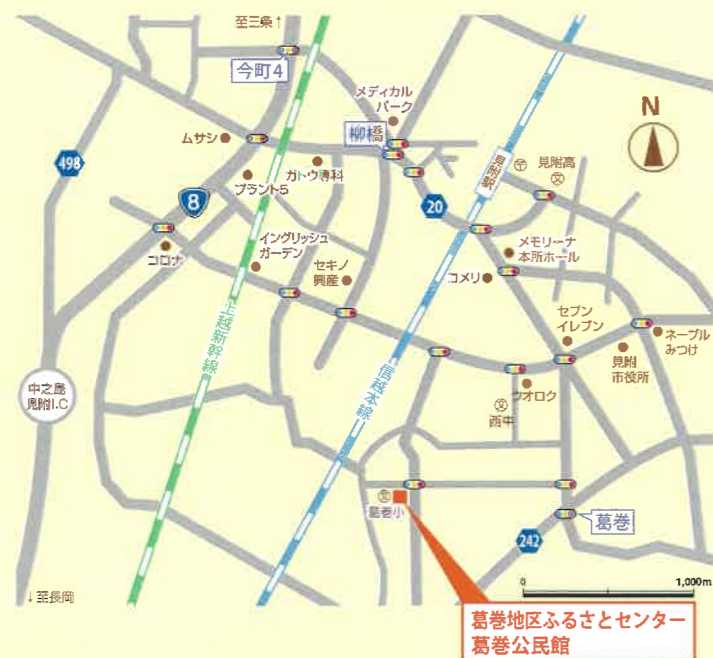 至三条↑
今町4
メディカル
パーク
柳橋
ムサシ
ガトウ専科
プラント5
N
見附駅
見附高
498
8
20
コロナ
イングリッシュ
ガーデン
セキノ
興産
メモリーナ
本所ホール
コメリ
上越新幹線
信越本線
セブン
イレブン
ネーブル
みつけ
見附
市役所
中之島
見附I.C
ウオロク
西中
葛巻小
葛巻
242
↓至長岡
0
1,000m
葛巻地区ふるさとセンター
葛巻公民館